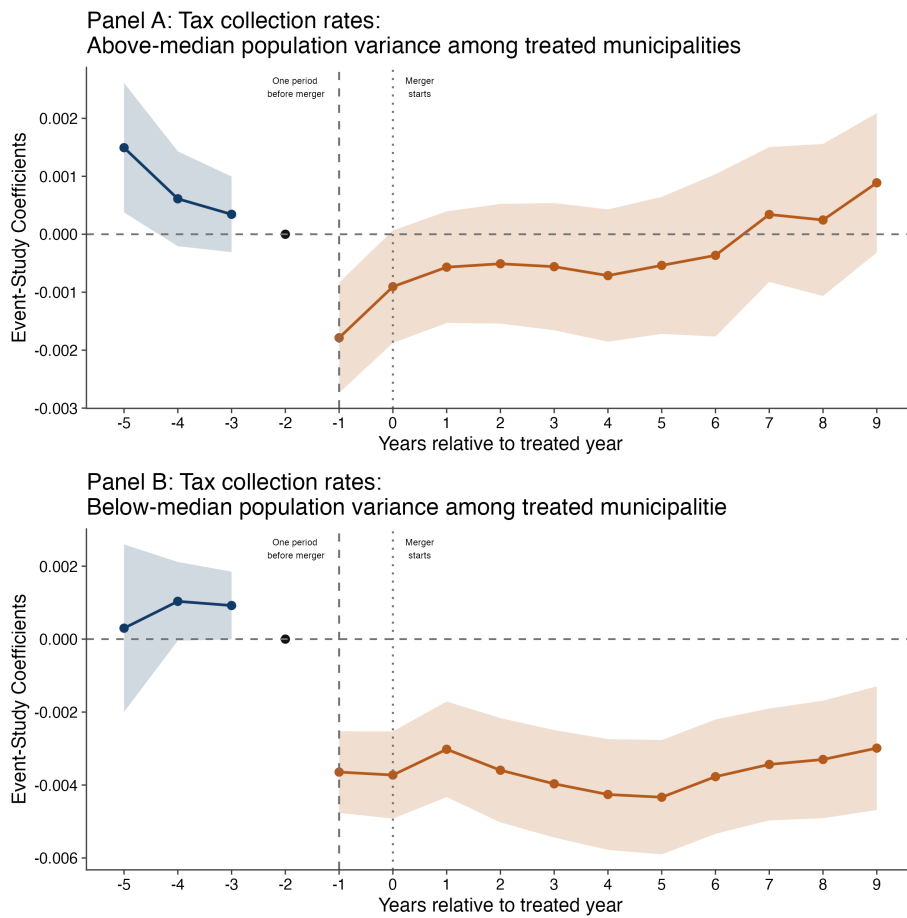 Panel A: Tax collection rates:
Above-median population variance among treated municipalities
One period
before merger
Merger
starts
Event-Study Coefficients
0.002
0.001
0.000
-0.001
-0.002
-0.003
-5 -4 -3 -2 -1 0 1 2 3 4 5 6 7 8 9
Years relative to treated year
Panel B: Tax collection rates:
Below-median population variance among treated municipalitie
One period
before merger
Merger
starts
Event-Study Coefficients
0.002
0.000
-0.002
-0.004
-0.006
-5 -4 -3 -2 -1 0 1 2 3 4 5 6 7 8 9
Years relative to treated year